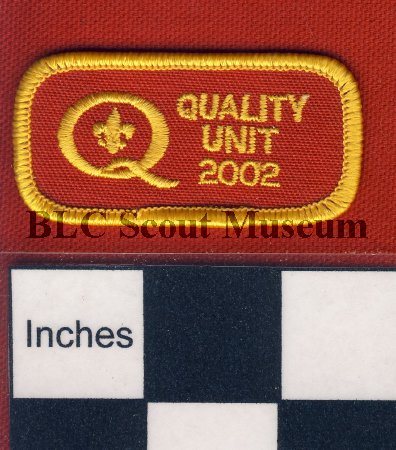 Q QUALITY
UNIT
2002
BLC Scout Museum
Inches